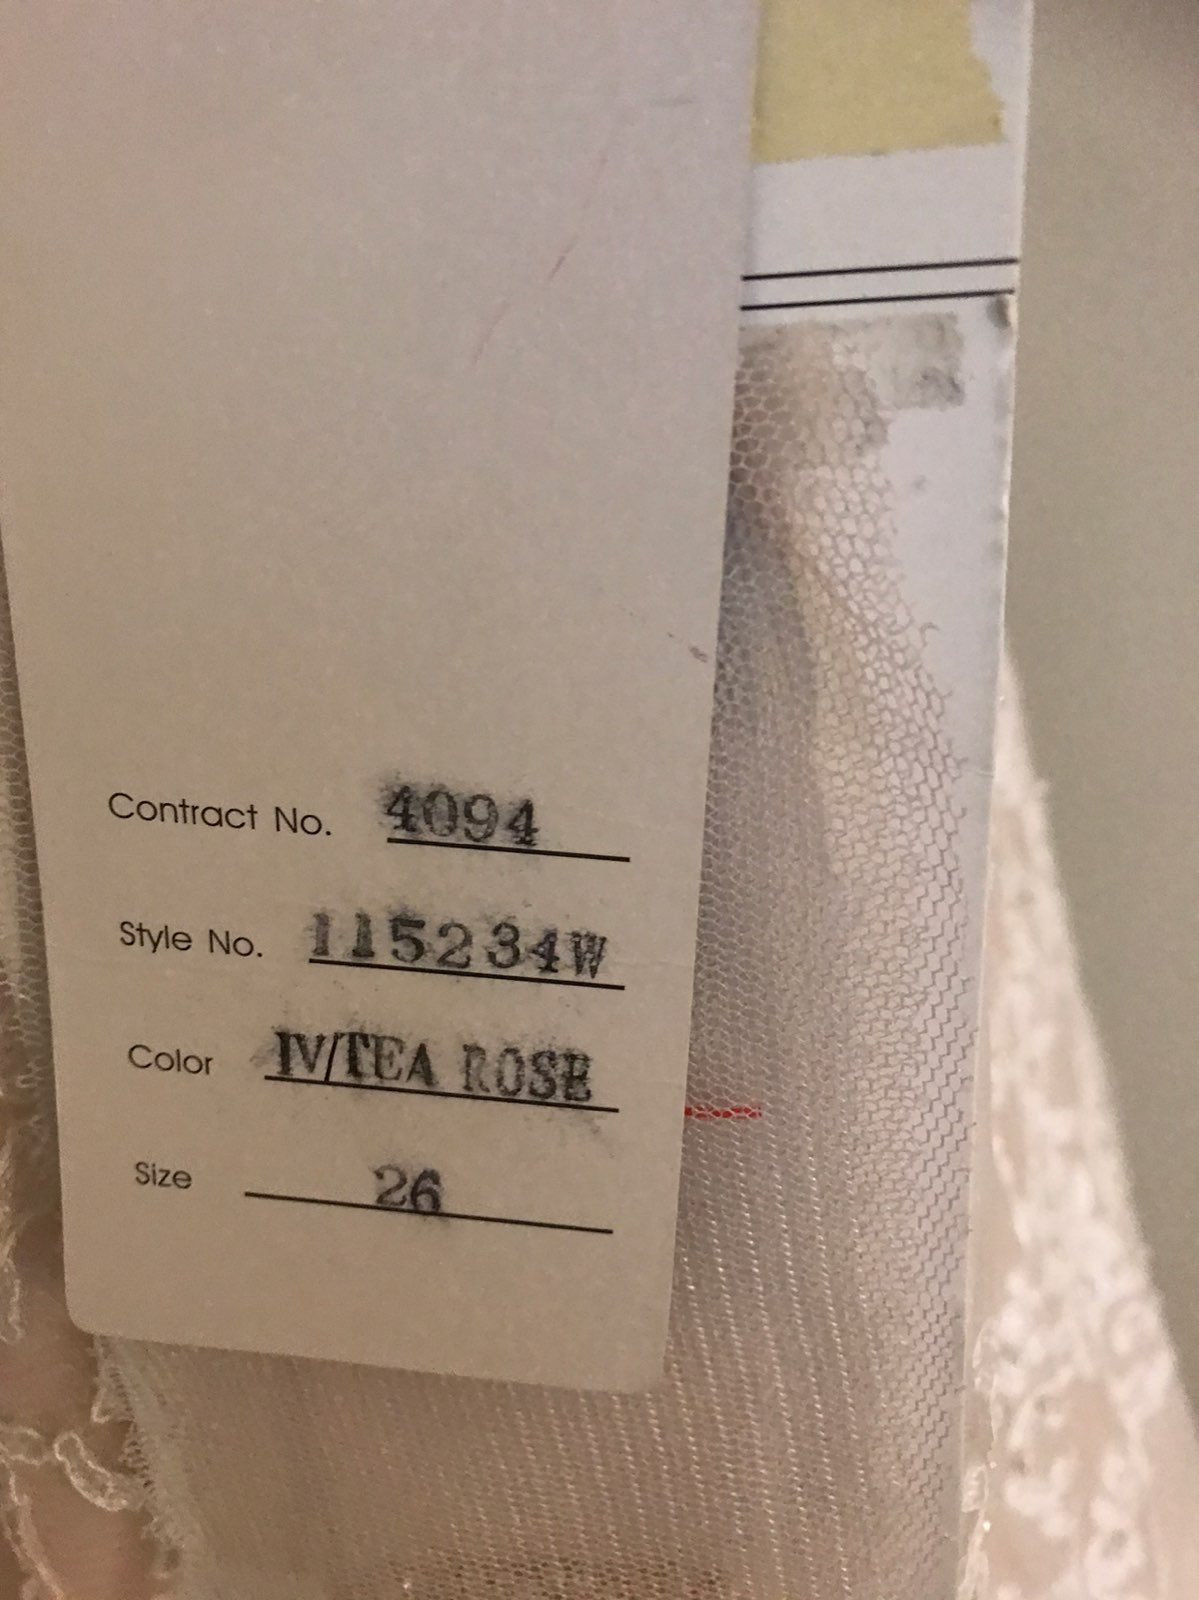 Contract No. 4094
Style No. 115234W
Color IV/TEA ROSE
Size 26